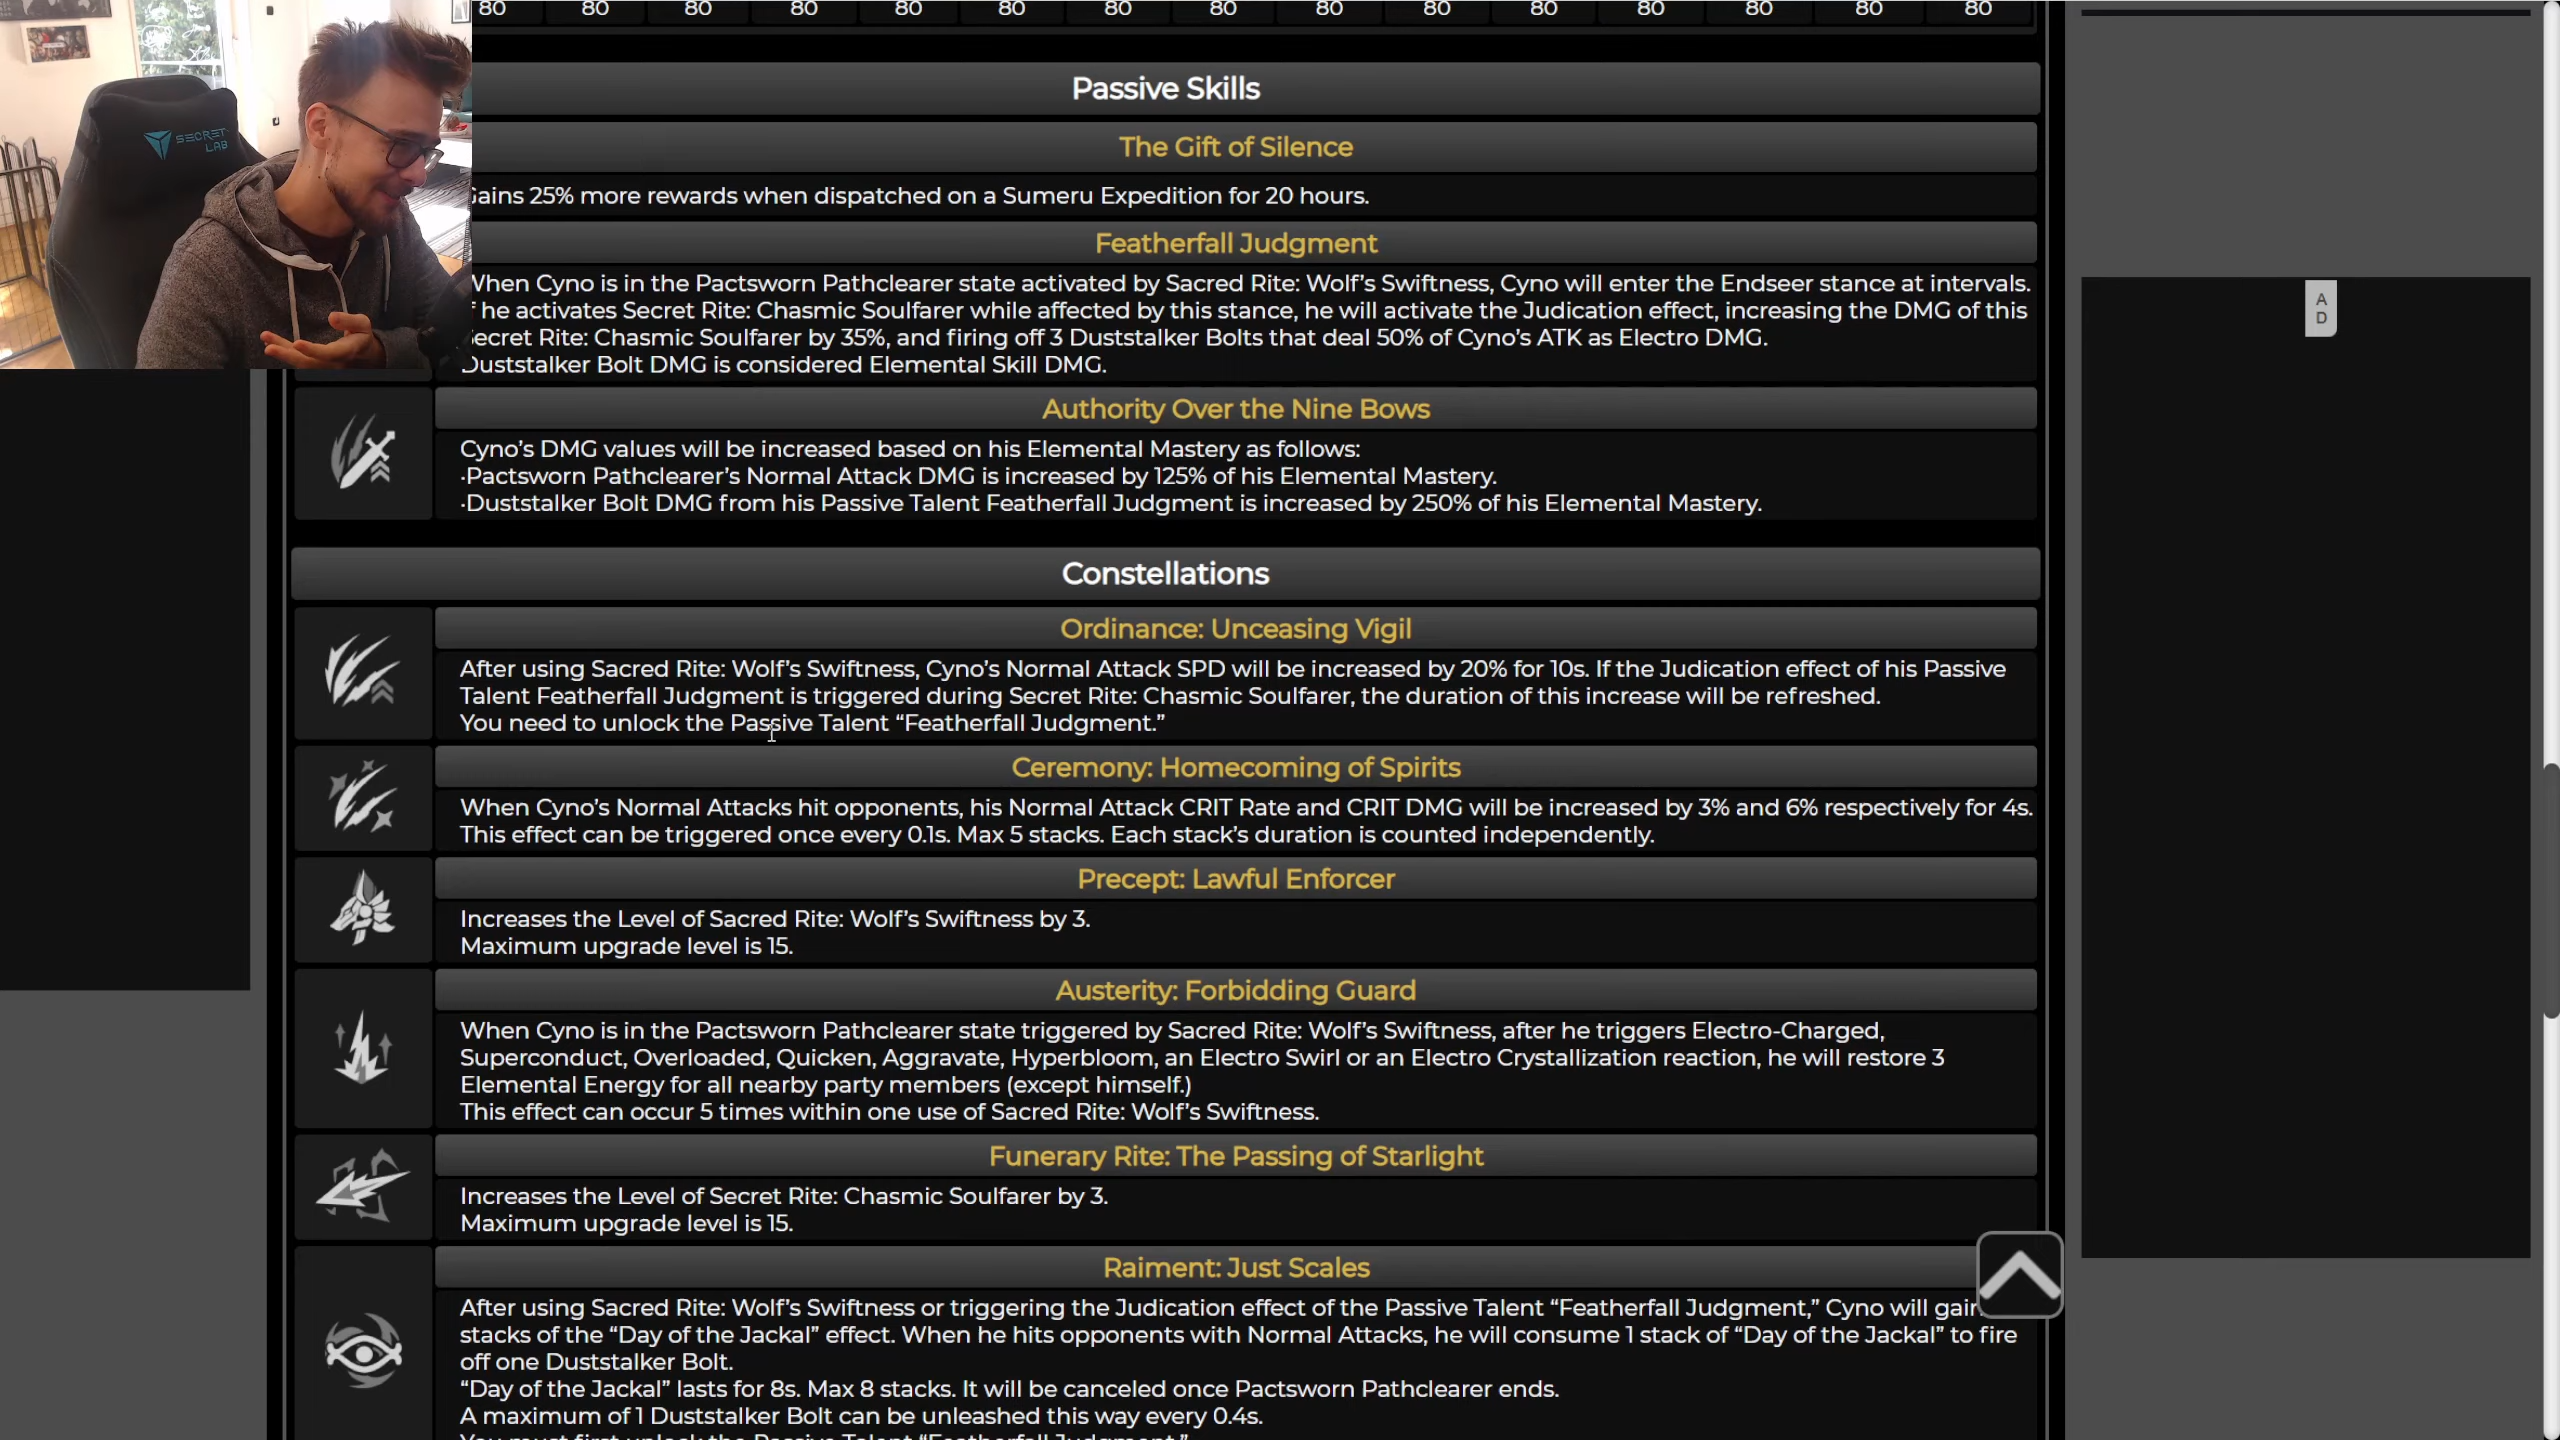 80 80 80 80 80 80 80 80 80 80 80 80 80 80 80
SECRET
LAB
Passive Skills
The Gift of Silence
Gains 25% more rewards when dispatched on a Sumeru Expedition for 20 hours.
Featherfall Judgment
When Cyno is in the Pactsworn Pathclearer state activated by Sacred Rite: Wolf's Swiftness, Cyno will enter the Endseer stance at intervals.
he activates Secret Rite: Chasmic Soulfarer while affected by this stance, he will activate the Judication effect, increasing the DMG of this
Secret Rite: Chasmic Soulfarer by 35%, and firing off 3 Duststalker Bolts that deal 50% of Cyno's ATK as Electro DMG.
Duststalker Bolt DMG is considered Elemental Skill DMG.
A
D
Authority Over the Nine Bows
Cyno's DMG values will be increased based on his Elemental Mastery as follows:
·Pactsworn Pathclearer's Normal Attack DMG is increased by 125% of his Elemental Mastery.
·Duststalker Bolt DMG from his Passive Talent Featherfall Judgment is increased by 250% of his Elemental Mastery.
Constellations
Ordinance: Unceasing Vigil
After using Sacred Rite: Wolf's Swiftness, Cyno's Normal Attack SPD will be increased by 20% for 10s. If the Judication effect of his Passive
Talent Featherfall Judgment is triggered during Secret Rite: Chasmic Soulfarer, the duration of this increase will be refreshed.
You need to unlock the Passive Talent “Featherfall Judgment.”
Ceremony: Homecoming of Spirits
When Cyno's Normal Attacks hit opponents, his Normal Attack CRIT Rate and CRIT DMG will be increased by 3% and 6% respectively for 4s.
This effect can be triggered once every 0.1s. Max 5 stacks. Each stack's duration is counted independently.
Precept: Lawful Enforcer
Increases the Level of Sacred Rite: Wolf's Swiftness by 3.
Maximum upgrade level is 15.
Austerity: Forbidding Guard
When Cyno is in the Pactsworn Pathclearer state triggered by Sacred Rite: Wolf's Swiftness, after he triggers Electro-Charged,
Superconduct, Overloaded, Quicken, Aggravate, Hyperbloom, an Electro Swirl or an Electro Crystallization reaction, he will restore 3
Elemental Energy for all nearby party members (except himself.)
This effect can occur 5 times within one use of Sacred Rite: Wolf's Swiftness.
Funerary Rite: The Passing of Starlight
Increases the Level of Secret Rite: Chasmic Soulfarer by 3.
Maximum upgrade level is 15.
Raiment: Just Scales
After using Sacred Rite: Wolf's Swiftness or triggering the Judication effect of the Passive Talent “Featherfall Judgment,” Cyno will gain
stacks of the “Day of the Jackal” effect. When he hits opponents with Normal Attacks, he will consume 1 stack of “Day of the Jackal” to fire
off one Duststalker Bolt.
“Day of the Jackal” lasts for 8s. Max 8 stacks. It will be canceled once Pactsworn Pathclearer ends.
A maximum of 1 Duststalker Bolt can be unleashed this way every 0.4s.
You must first unlock the Passive Talent “Featherfall Judgment.”